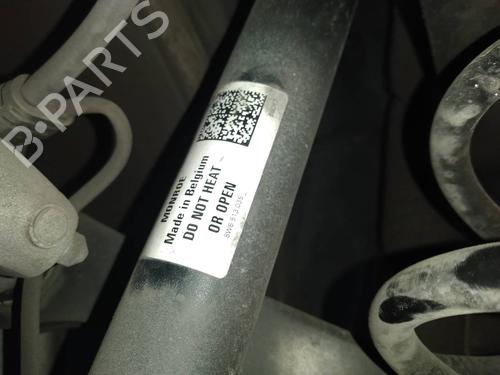 B-PARTS
MONROE
Made in Belgium
DO NOT HEAT
OR OPEN